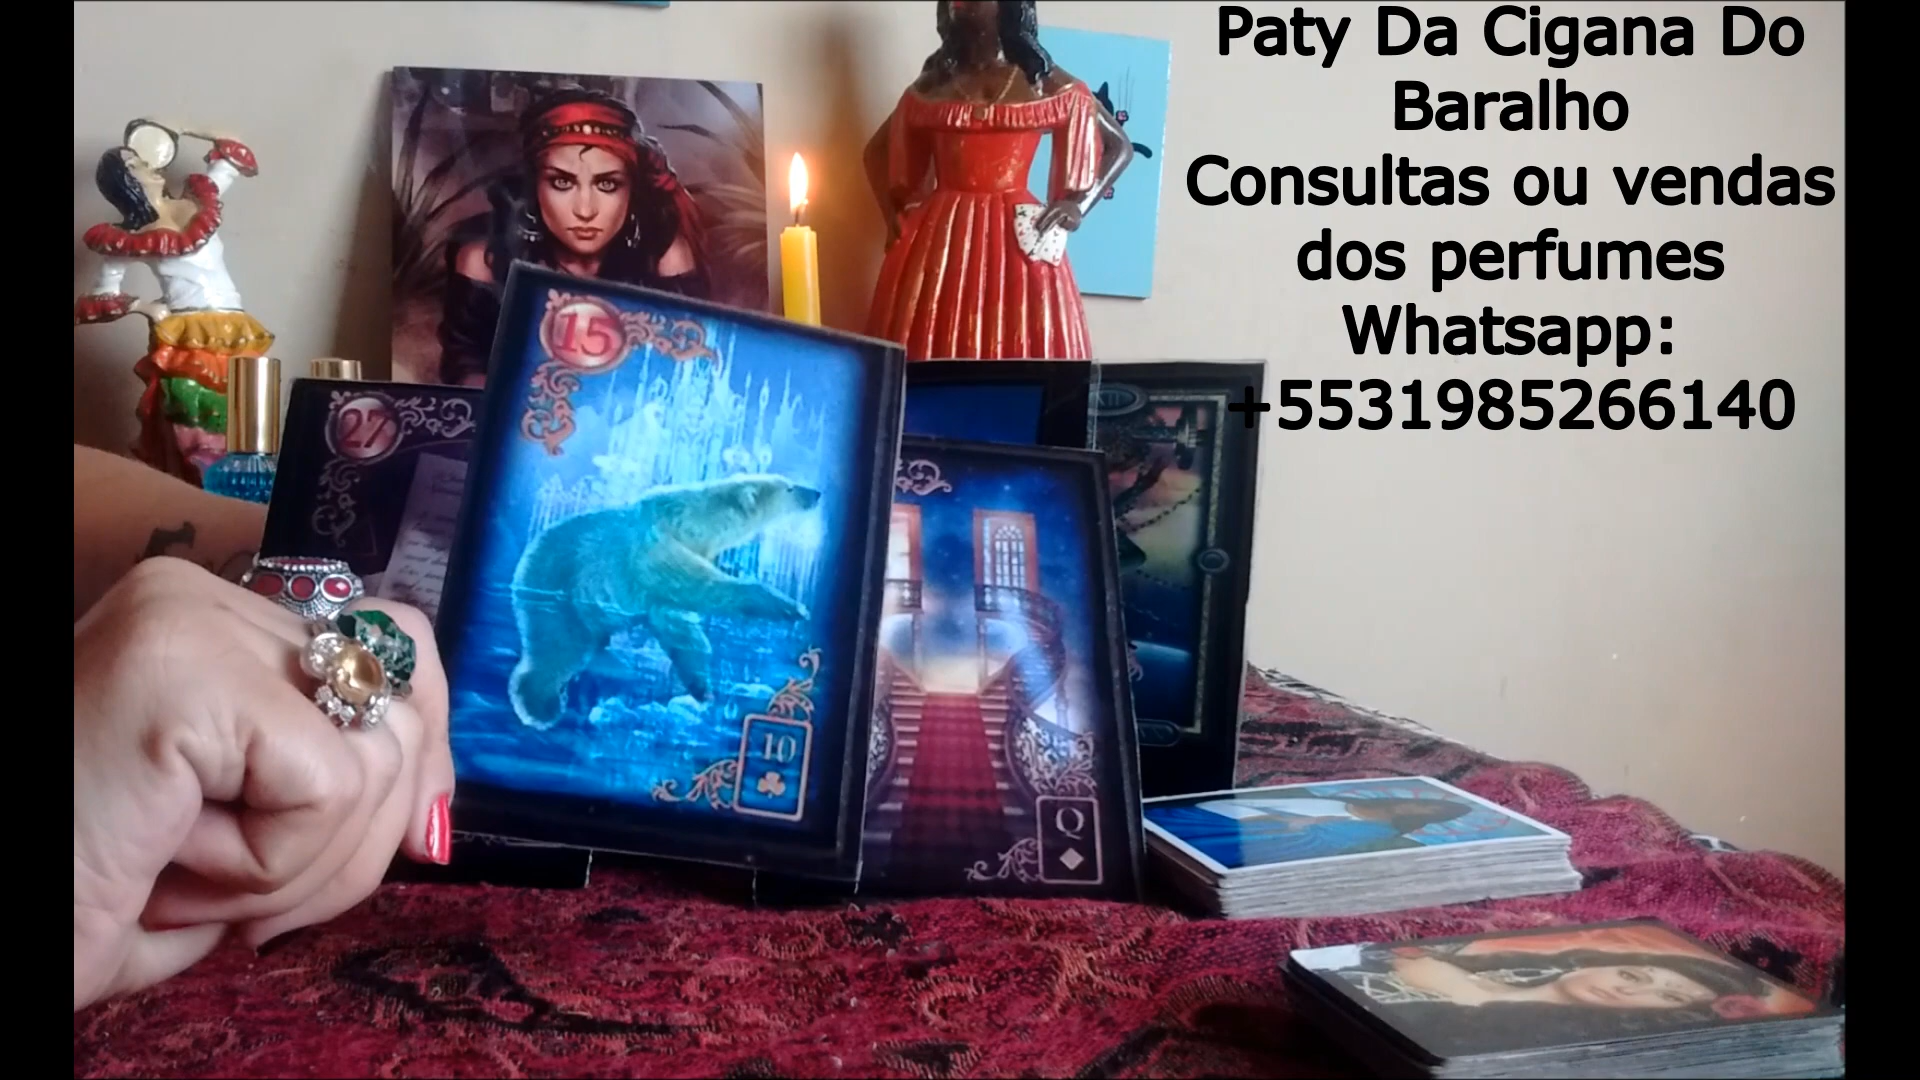 Paty Da Cigana Do
Baralho
Consultas ou vendas
dos perfumes
Whatsapp:
+5531985266140
15
27
10
Q